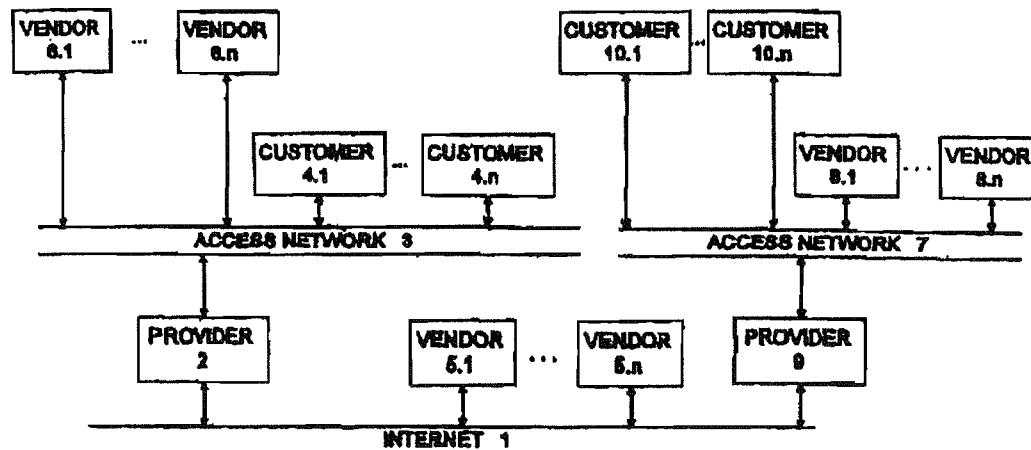 VENDOR
6.1
...
VENDOR
6.n
CUSTOMER
10.1
...
CUSTOMER
10.n
CUSTOMER
4.1
...
CUSTOMER
4.n
VENDOR
8.1
...
VENDOR
8.n
ACCESS NETWORK 3
ACCESS NETWORK 7
PROVIDER
2
VENDOR
5.1
...
VENDOR
5.n
PROVIDER
9
INTERNET 1